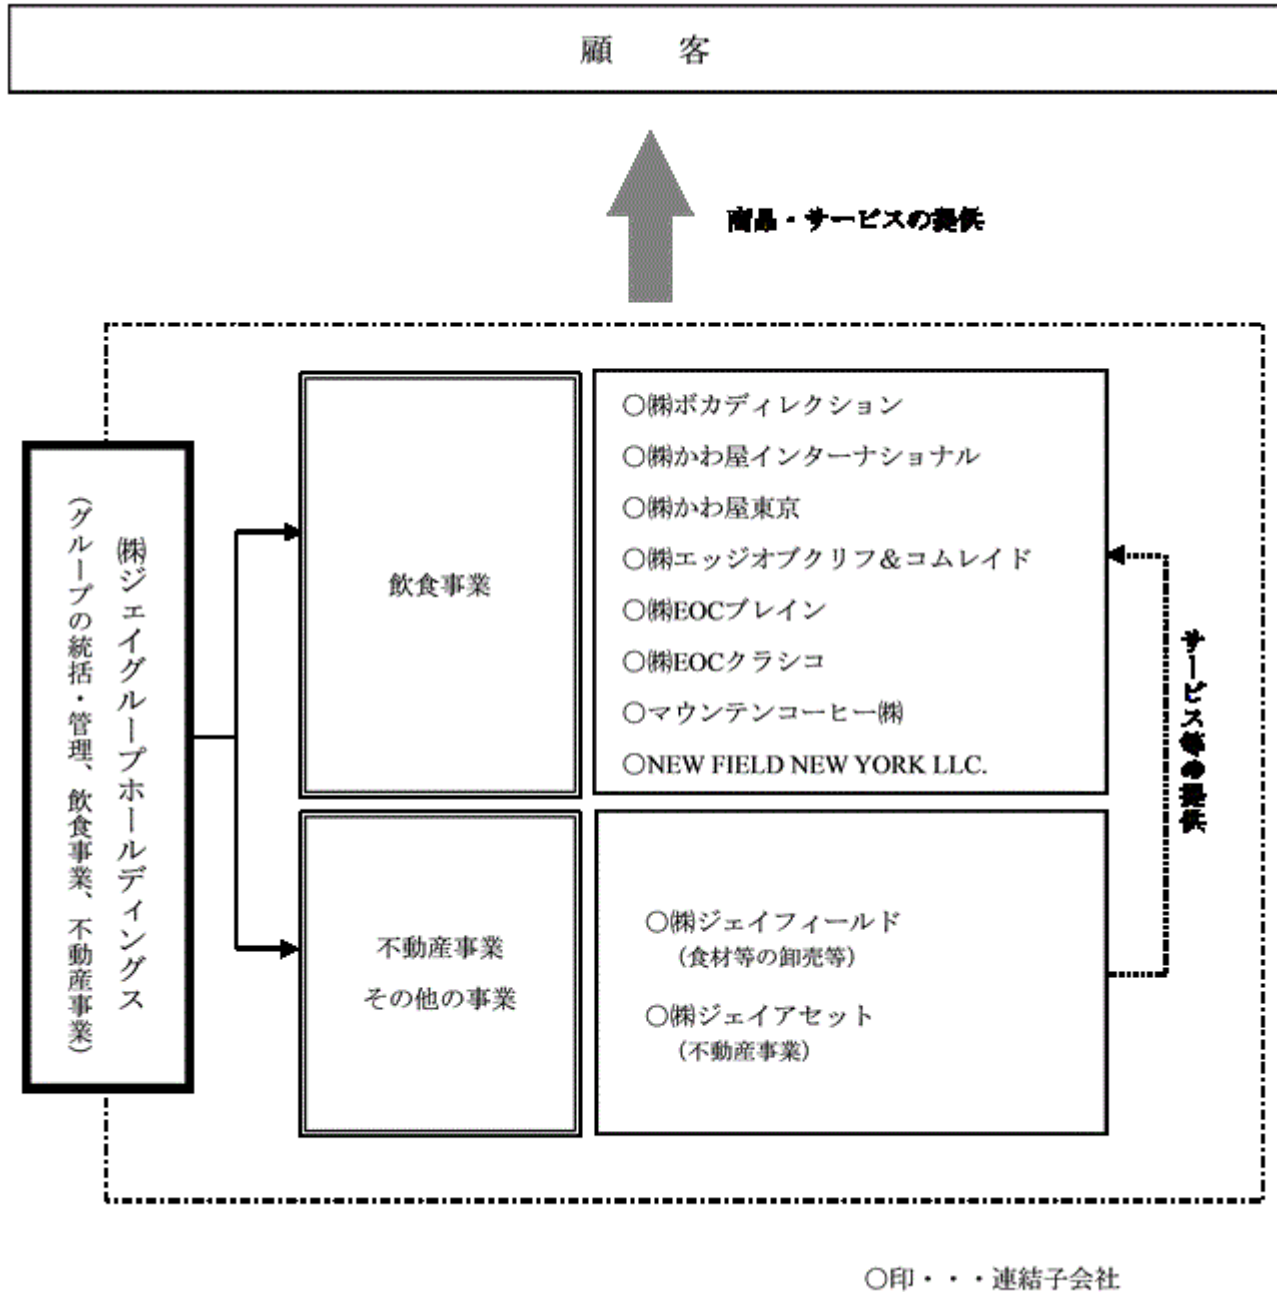 顧　客
商品・サービスの提供
㈱ジェイグループホールディングス
（グループの統括・管理、飲食事業、不動産事業）
飲食事業
○㈱ボカディレクション
○㈱かわ屋インターナショナル
○㈱かわ屋東京
○㈱エッジオブクリフ＆コムレイド
○㈱EOCブレイン
○㈱EOCクラシコ
○マウンテンコーヒー㈱
○NEW FIELD NEW YORK LLC.
サービス等の提供
不動産事業
その他の事業
○㈱ジェイフィールド
（食材等の卸売等）
○㈱ジェイアセット
（不動産事業）
○印・・・連結子会社